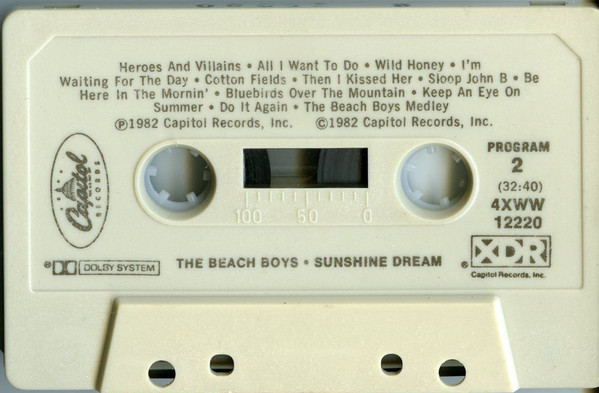 Heroes And Villains • All I Want To Do • Wild Honey • I'm
Waiting For The Day • Cotton Fields • Then I Kissed Her • Sloop John B • Be
Here In The Mornin' • Bluebirds Over The Mountain • Keep An Eye On
Summer • Do It Again • The Beach Boys Medley
℗1982 Capitol Records, Inc. ©1982 Capitol Records, Inc.
Capitol
RECORDS
PROGRAM
2
(32:40)
4XWW
12220
100 50 0
® DOLBY SYSTEM
THE BEACH BOYS • SUNSHINE DREAM
® XDR
Capitol Records, Inc.